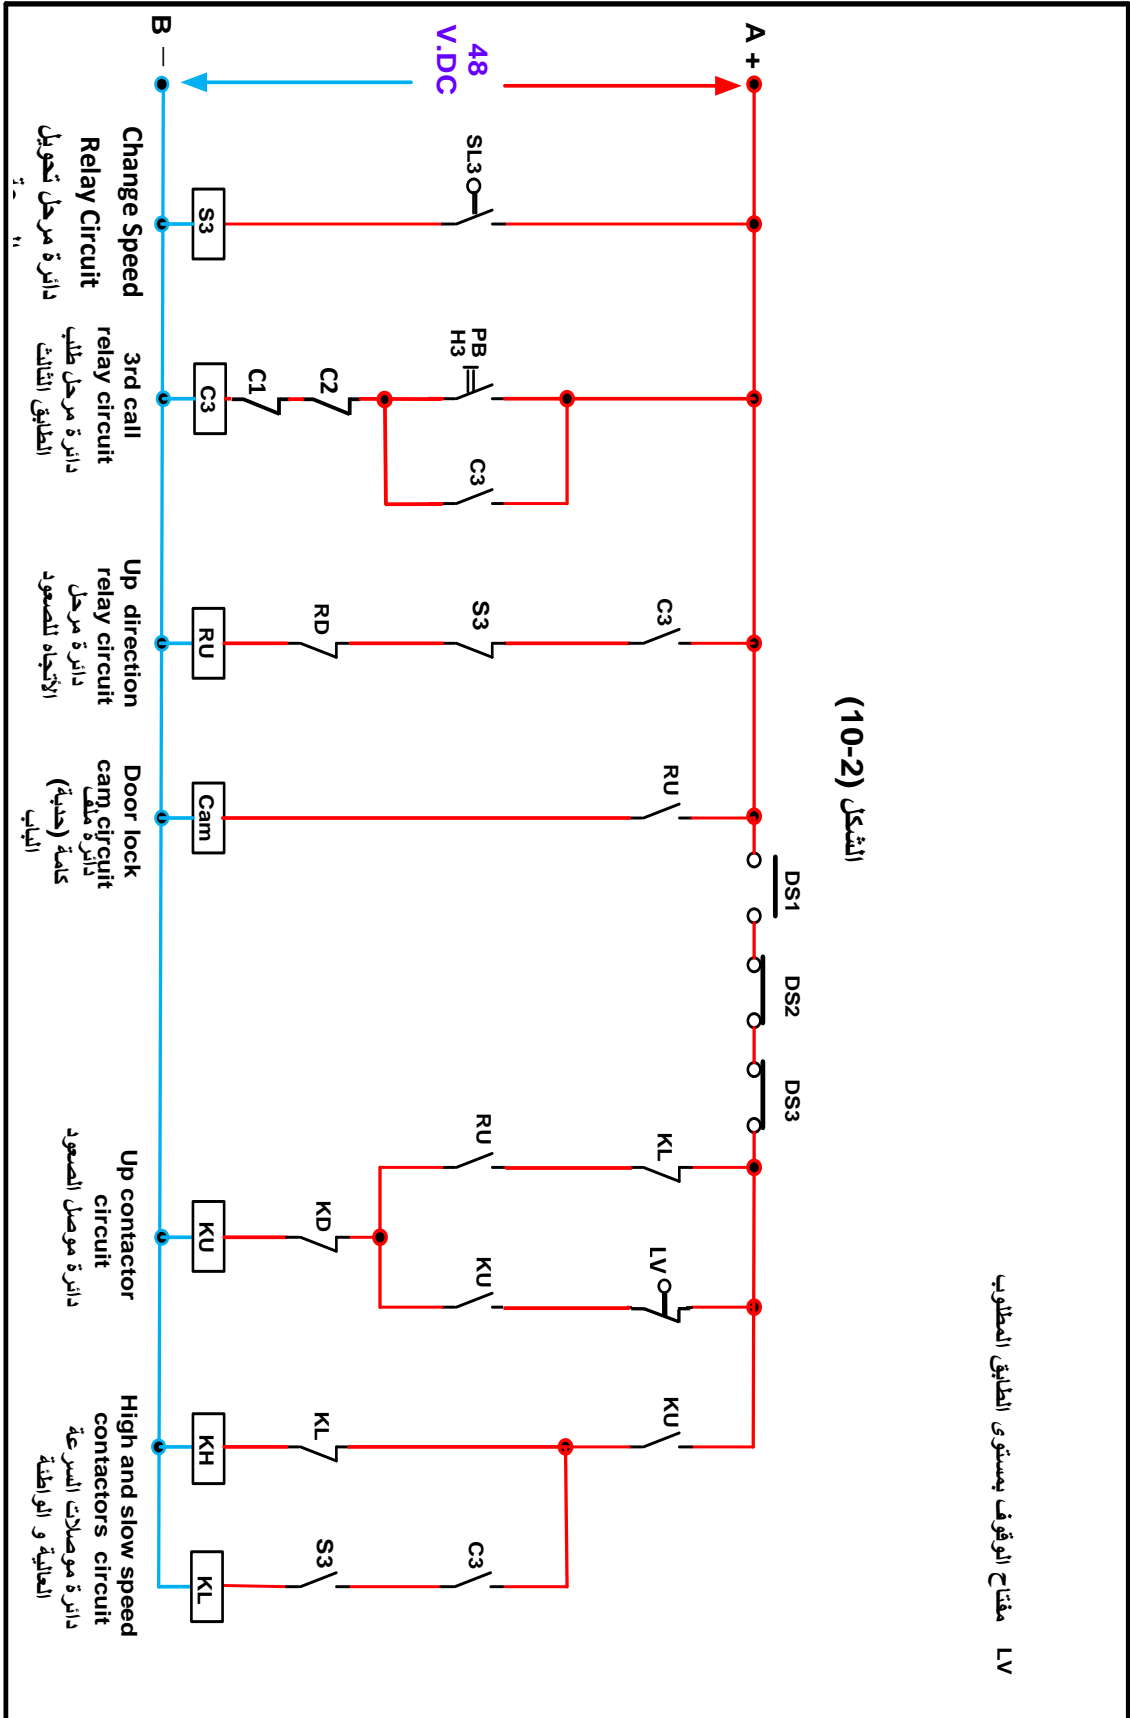 LV مفتاح الوقوف بمستوى الطابق المطلوب
الشكل (2-10)
A +
48
V.DC
B −
SL3
S3
Change Speed
Relay Circuit
دائرة مرحل تحويل
PB
H3
C3
C2
C1
C3
3rd call
relay circuit
دائرة مرحل طلب
الطابق الثالث
C3
S3
RD
RU
Up direction
relay circuit
دائرة مرحل
الأتجاه للصعود
RU
Cam
Door lock
cam circuit
دائرة ملف
كامة (حدبة)
الباب
DS1
DS2
DS3
KL
RU
LV
KU
KD
KU
Up contactor
circuit
دائرة موصل الصعود
KU
KL
KH
C3
S3
KL
High and slow speed
contactors circuit
دائرة موصلات السرعة
العالية و الواطئة